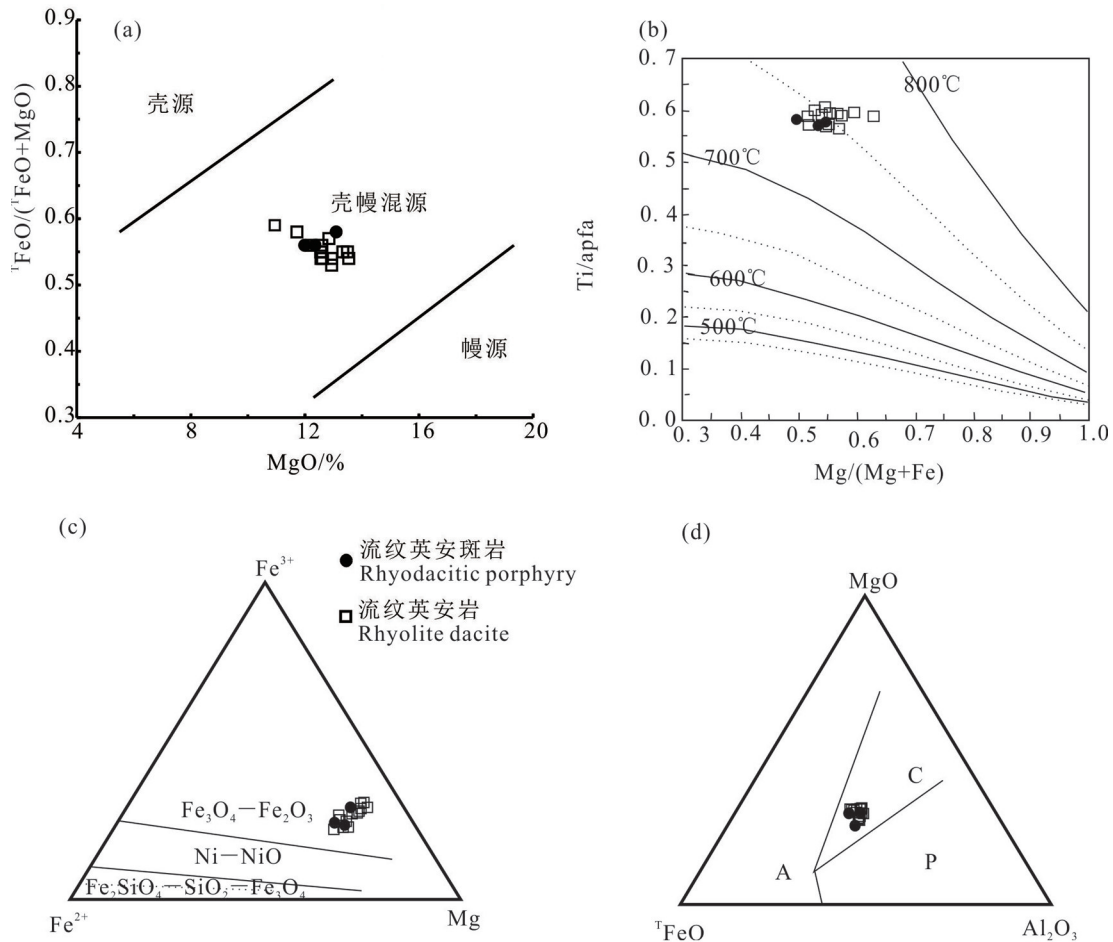 (a)
0.9
0.8
0.7
0.6
0.5
0.4
0.3
ᵀFeO/(ᵀFeO+MgO)
壳源
壳幔混源
幔源
4
8
12
16
20
MgO/%
(b)
0.7
0.6
0.5
0.4
0.3
0.2
0.1
0.0
Ti/apfa
800℃
700℃
600℃
500℃
0.3
0.4
0.5
0.6
0.7
0.8
0.9
1.0
Mg/(Mg+Fe)
(c)
Fe³⁺
流纹英安斑岩
Rhyodacitic porphyry
流纹英安岩
Rhyolite dacite
Fe₃O₄—Fe₂O₃
Ni—NiO
Fe₂SiO₄—SiO₂—Fe₃O₄
Fe²⁺
Mg
(d)
MgO
C
A
P
ᵀFeO
Al₂O₃